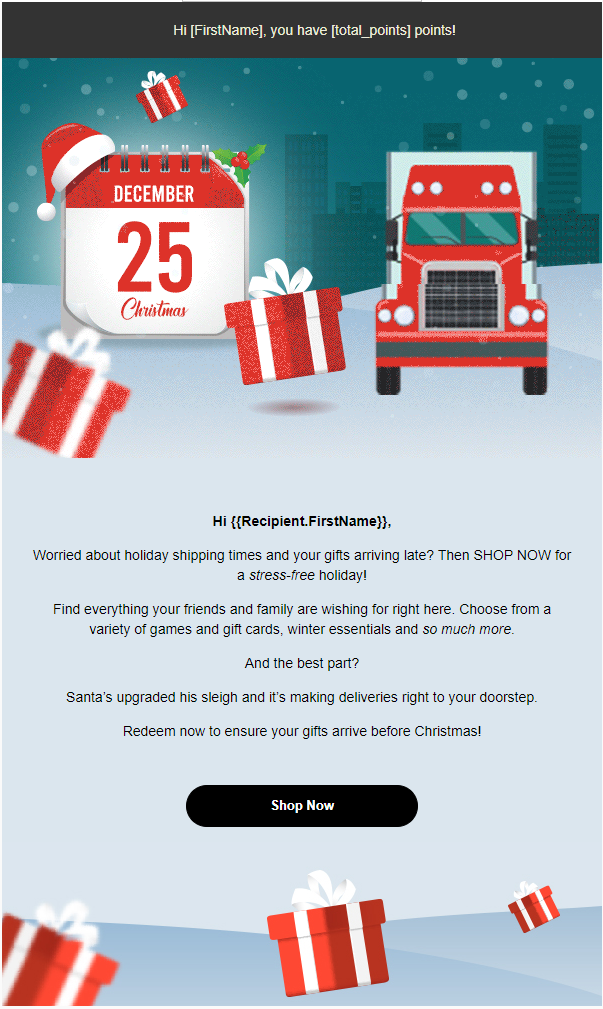 Hi [FirstName], you have [total_points] points!
DECEMBER
25
Christmas
Hi {{Recipient.FirstName}},
Worried about holiday shipping times and your gifts arriving late? Then SHOP NOW for
a stress-free holiday!
Find everything your friends and family are wishing for right here. Choose from a
variety of games and gift cards, winter essentials and so much more.
And the best part?
Santa’s upgraded his sleigh and it’s making deliveries right to your doorstep.
Redeem now to ensure your gifts arrive before Christmas!
Shop Now